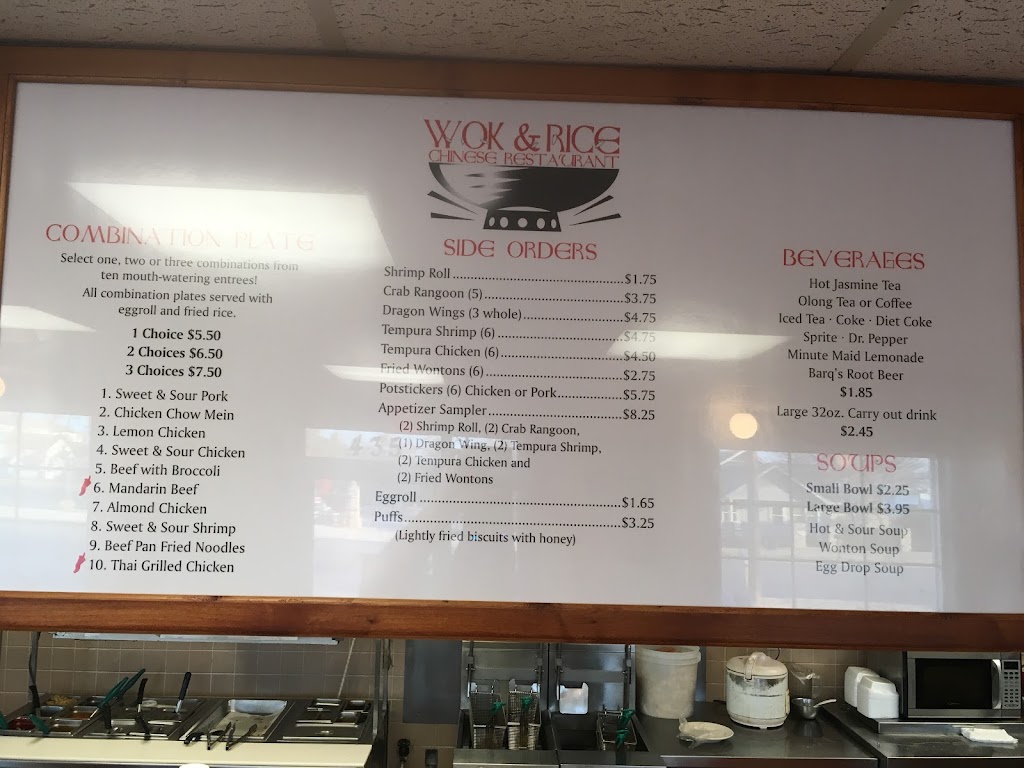 WOK & RICE
CHINESE RESTAURANT
COMBINATION PLATE
Select one, two or three combinations from
ten mouth-watering entrees!
All combination plates served with
eggroll and fried rice.
1 Choice $5.50
2 Choices $6.50
3 Choices $7.50
1. Sweet & Sour Pork
2. Chicken Chow Mein
3. Lemon Chicken
4. Sweet & Sour Chicken
5. Beef with Broccoli
6. Mandarin Beef
7. Almond Chicken
8. Sweet & Sour Shrimp
9. Beef Pan Fried Noodles
10. Thai Grilled Chicken
SIDE ORDERS
Shrimp Roll ................................................ $1.75
Crab Rangoon (5) ........................................ $3.75
Dragon Wings (3 whole) .............................. $4.75
Tempura Shrimp (6) .................................... $4.75
Tempura Chicken (6) ................................... $4.50
Fried Wontons (6) ....................................... $2.75
Potstickers (6) Chicken or Pork .................... $5.75
Appetizer Sampler ...................................... $8.25
(2) Shrimp Roll, (2) Crab Rangoon,
(1) Dragon Wing, (2) Tempura Shrimp,
(2) Tempura Chicken and
(2) Fried Wontons
Eggroll ....................................................... $1.65
Puffs .......................................................... $3.25
(Lightly fried biscuits with honey)
BEVERAGES
Hot Jasmine Tea
Olong Tea or Coffee
Iced Tea · Coke · Diet Coke
Sprite · Dr. Pepper
Minute Maid Lemonade
Barq's Root Beer
$1.85
Large 32oz. Carry out drink
$2.45
SOUPS
Small Bowl $2.25
Large Bowl $3.95
Hot & Sour Soup
Wonton Soup
Egg Drop Soup